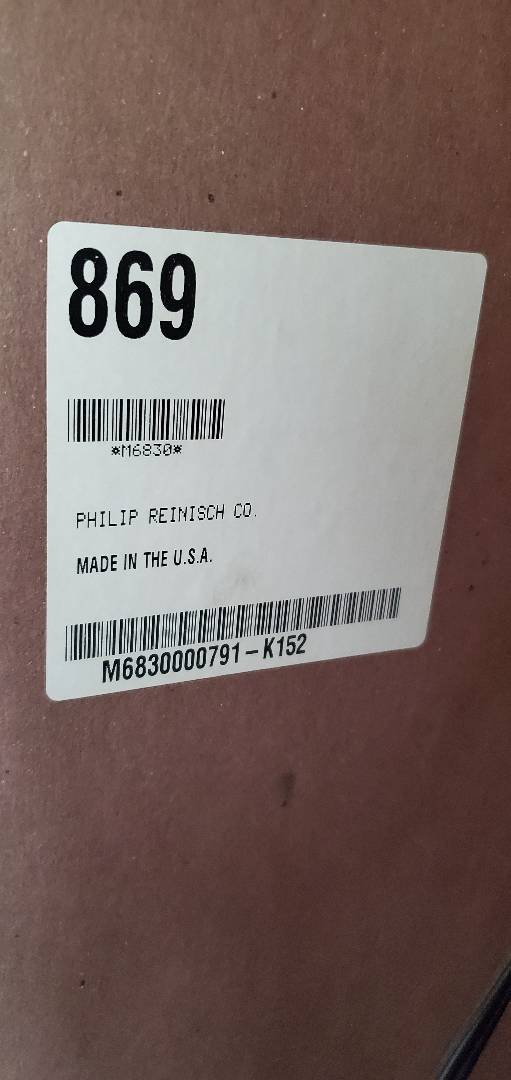 869
*M6830*
PHILIP REINISCH CO.
MADE IN THE U.S.A.
M6830000791-K152